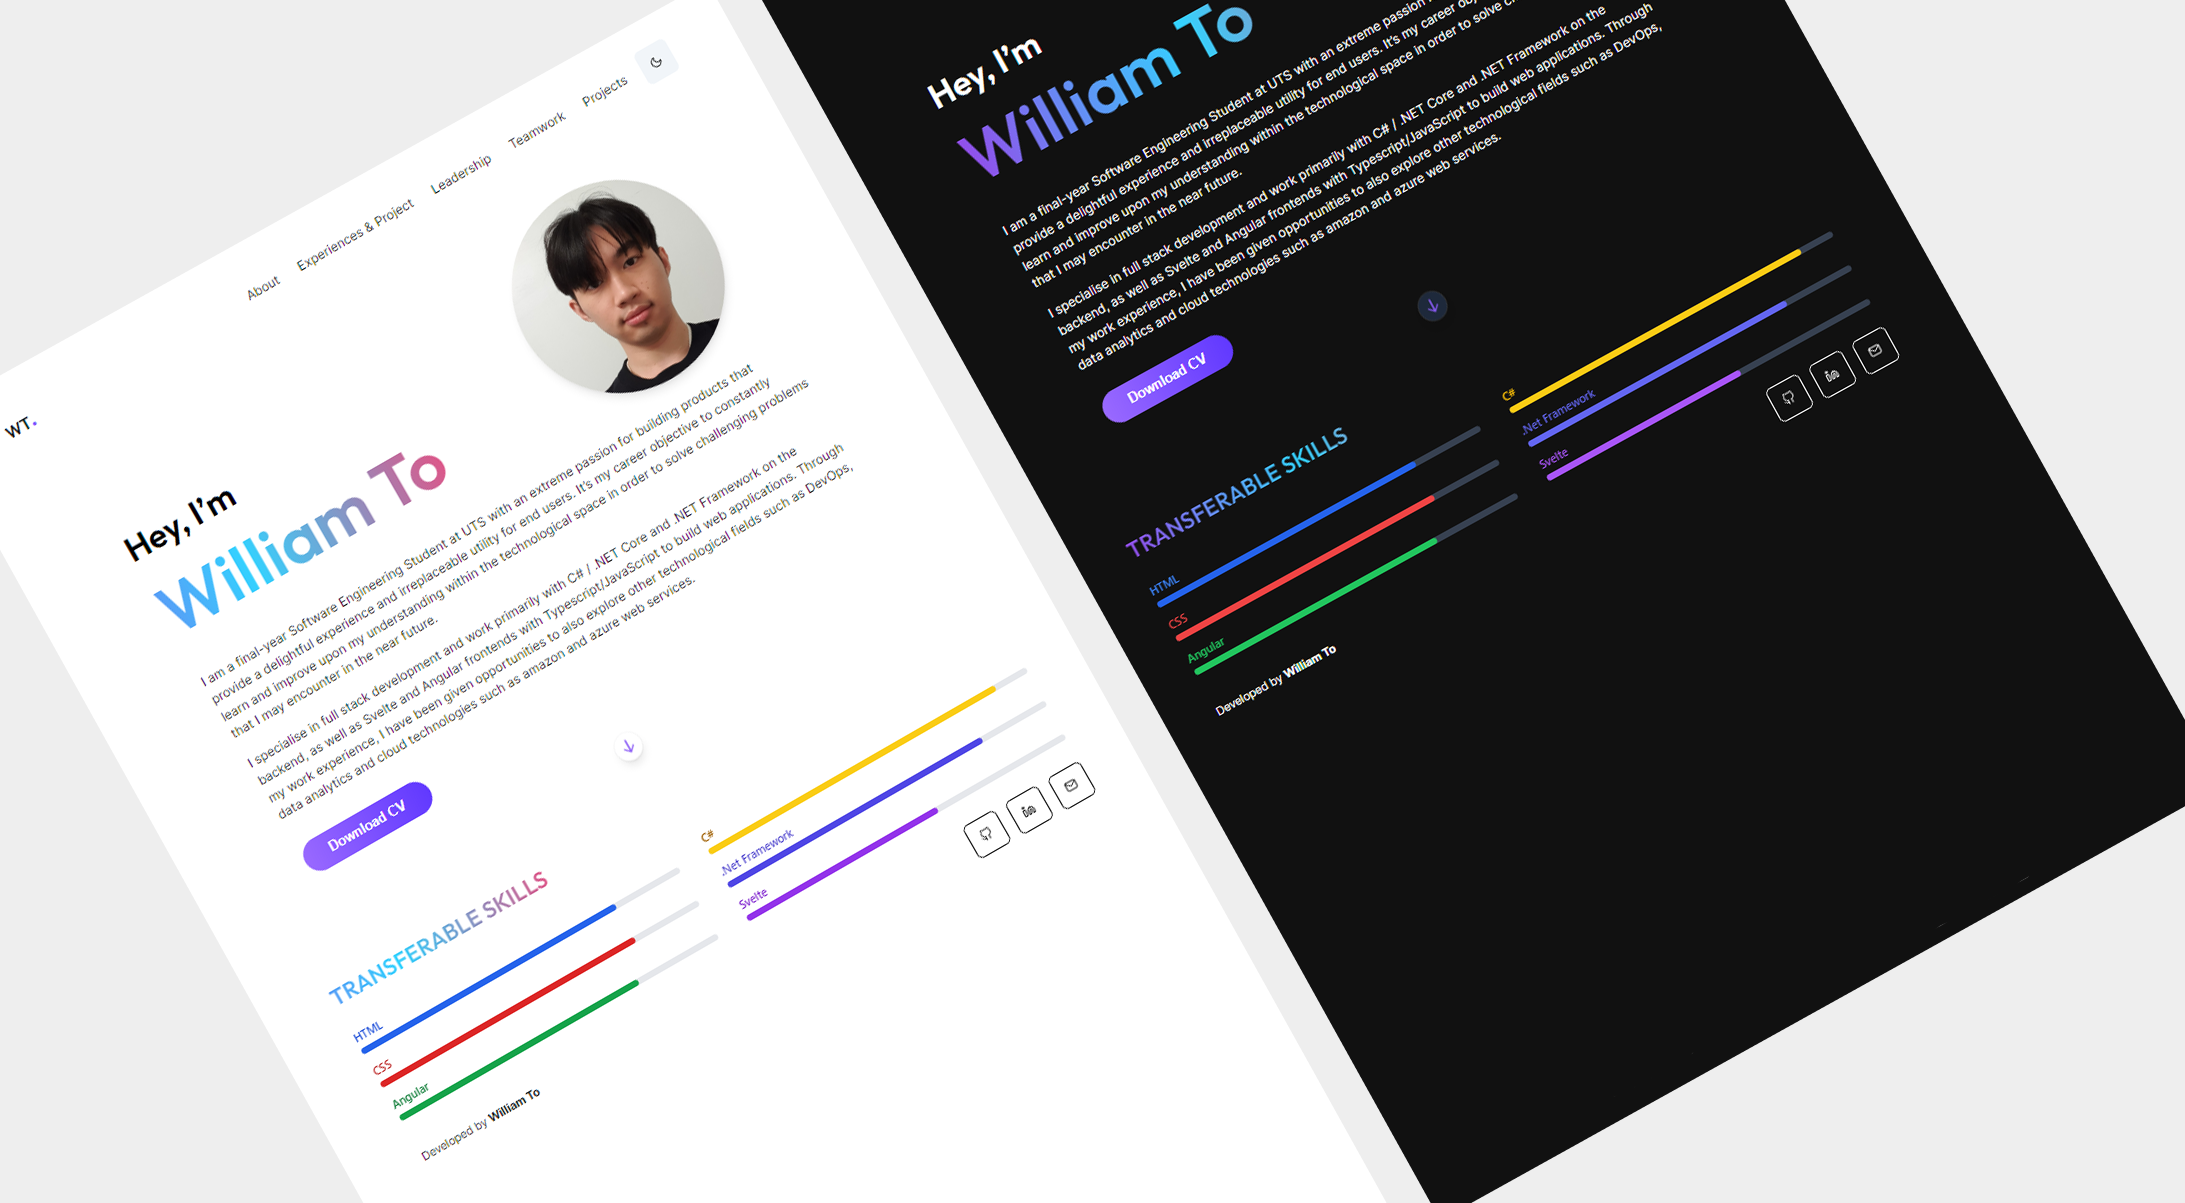 WT.
About
Experiences & Project
Leadership
Teamwork
Projects
Hey, I'm
William To
I am a final-year Software Engineering Student at UTS with an extreme passion for building products that
provide a delightful experience and irreplaceable utility for end users. It's my career objective to constantly
learn and improve upon my understanding within the technological space in order to solve challenging problems
that I may encounter in the near future.
I specialise in full stack development and work primarily with C# / .NET Core and .NET Framework on the
backend, as well as Svelte and Angular frontends with Typescript/JavaScript to build web applications. Through
my work experience, I have been given opportunities to also explore other technological fields such as DevOps,
data analytics and cloud technologies such as amazon and azure web services.
Download CV
TRANSFERABLE SKILLS
HTML
CSS
Angular
C#
.Net Framework
Svelte
Developed by William To
Hey, I'm
William To
I am a final-year Software Engineering Student at UTS with an extreme passion
provide a delightful experience and irreplaceable utility for end users. It's my career
learn and improve upon my understanding within the technological space in order to solve
that I may encounter in the near future.
I specialise in full stack development and work primarily with C# / .NET Core and .NET Framework on the
backend, as well as Svelte and Angular frontends with Typescript/JavaScript to build web applications. Through
my work experience, I have been given opportunities to also explore other technological fields such as DevOps,
data analytics and cloud technologies such as amazon and azure web services.
Download CV
TRANSFERABLE SKILLS
HTML
CSS
Angular
C#
.Net Framework
Svelte
Developed by William To